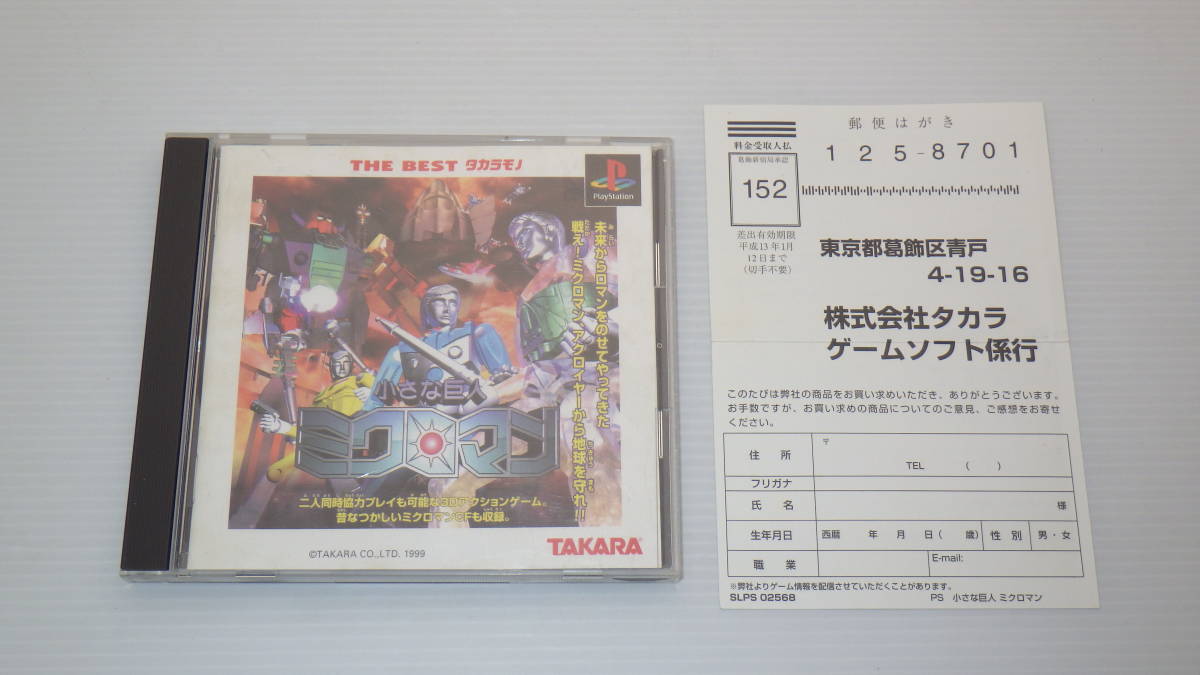 THE BEST タカラモノ
PlayStation
未来からロマンをのせてやってきた
戦え!ミクロマン アクロイヤーから地球を守れ!!
小さな巨人
ミクロマン
二人同時協力プレイも可能な3Dアクションゲーム。
昔なつかしいミクロマンCFも収録。
©TAKARA CO.,LTD. 1999
TAKARA
郵便はがき
料金受取人払
葛飾新宿局承認
152
差出有効期限
平成13年1月
12日まで
(切手不要)
125-8701
東京都葛飾区青戸
4-19-16
株式会社タカラ
ゲームソフト係行
このたびは弊社の商品をお買い求めいただき、ありがとうございます。
お手数ですが、お買い求めの商品についてのご意見、ご感想をお寄せ
ください。
住所 〒
TEL ( )
フリガナ
氏名 様
生年月日 西暦 年 月 日( 歳) 性別 男・女
職業 E-mail:
※弊社よりゲーム情報を配信させていただくことがあります。
SLPS 02568 PS 小さな巨人 ミクロマン